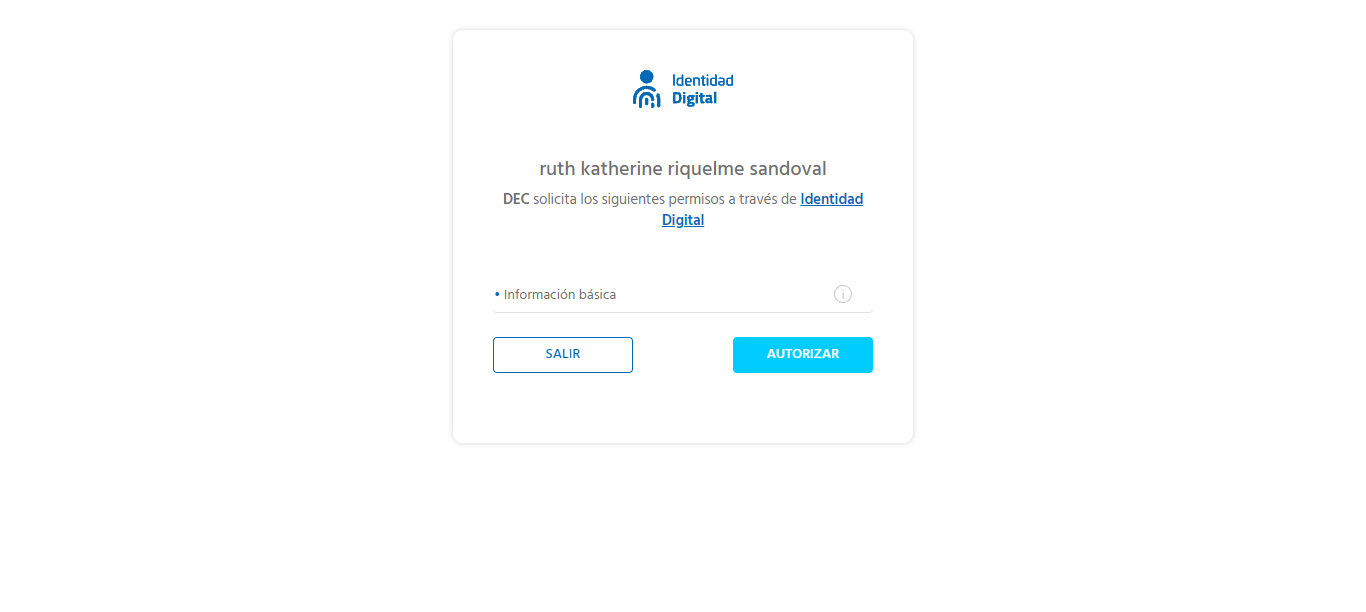 Identidad
Digital
ruth katherine riquelme sandoval
DEC solicita los siguientes permisos a través de Identidad
Digital
• Información básica
SALIR
AUTORIZAR